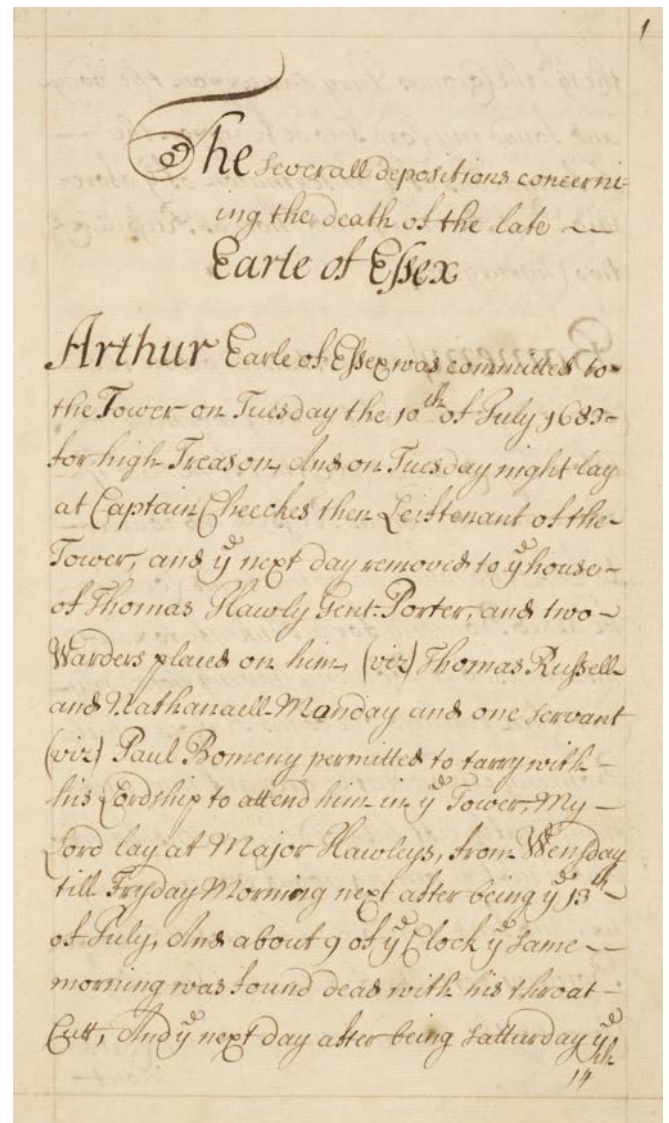 1
The severall depositions concerni=
ing the death of the late
Earle of Essex
Arthur Earle of Essex was committed to
the Tower on Tuesday the 10th of July 1683
for high Treason, And on Tuesday night lay
at Captain Cheeches then Leiftenant of the
Tower, and ye next day removed to ye house
of Thomas Hawly Gent: Porter, and two
Warders placed on him, (viz) Thomas Russell
and Nathanaell Monday and one servant
(viz) Paul Bomeny permitted to tarry with
his Lordship to attend him in ye Tower, My
Lord lay at Major Hawleys, from Wensday
till Fryday Morning next after being ye 13th
of July, And about 9 of ye Clock ye same
morning was found dead with his throat
Cutt, And ye next day after being Satturday ye
14th